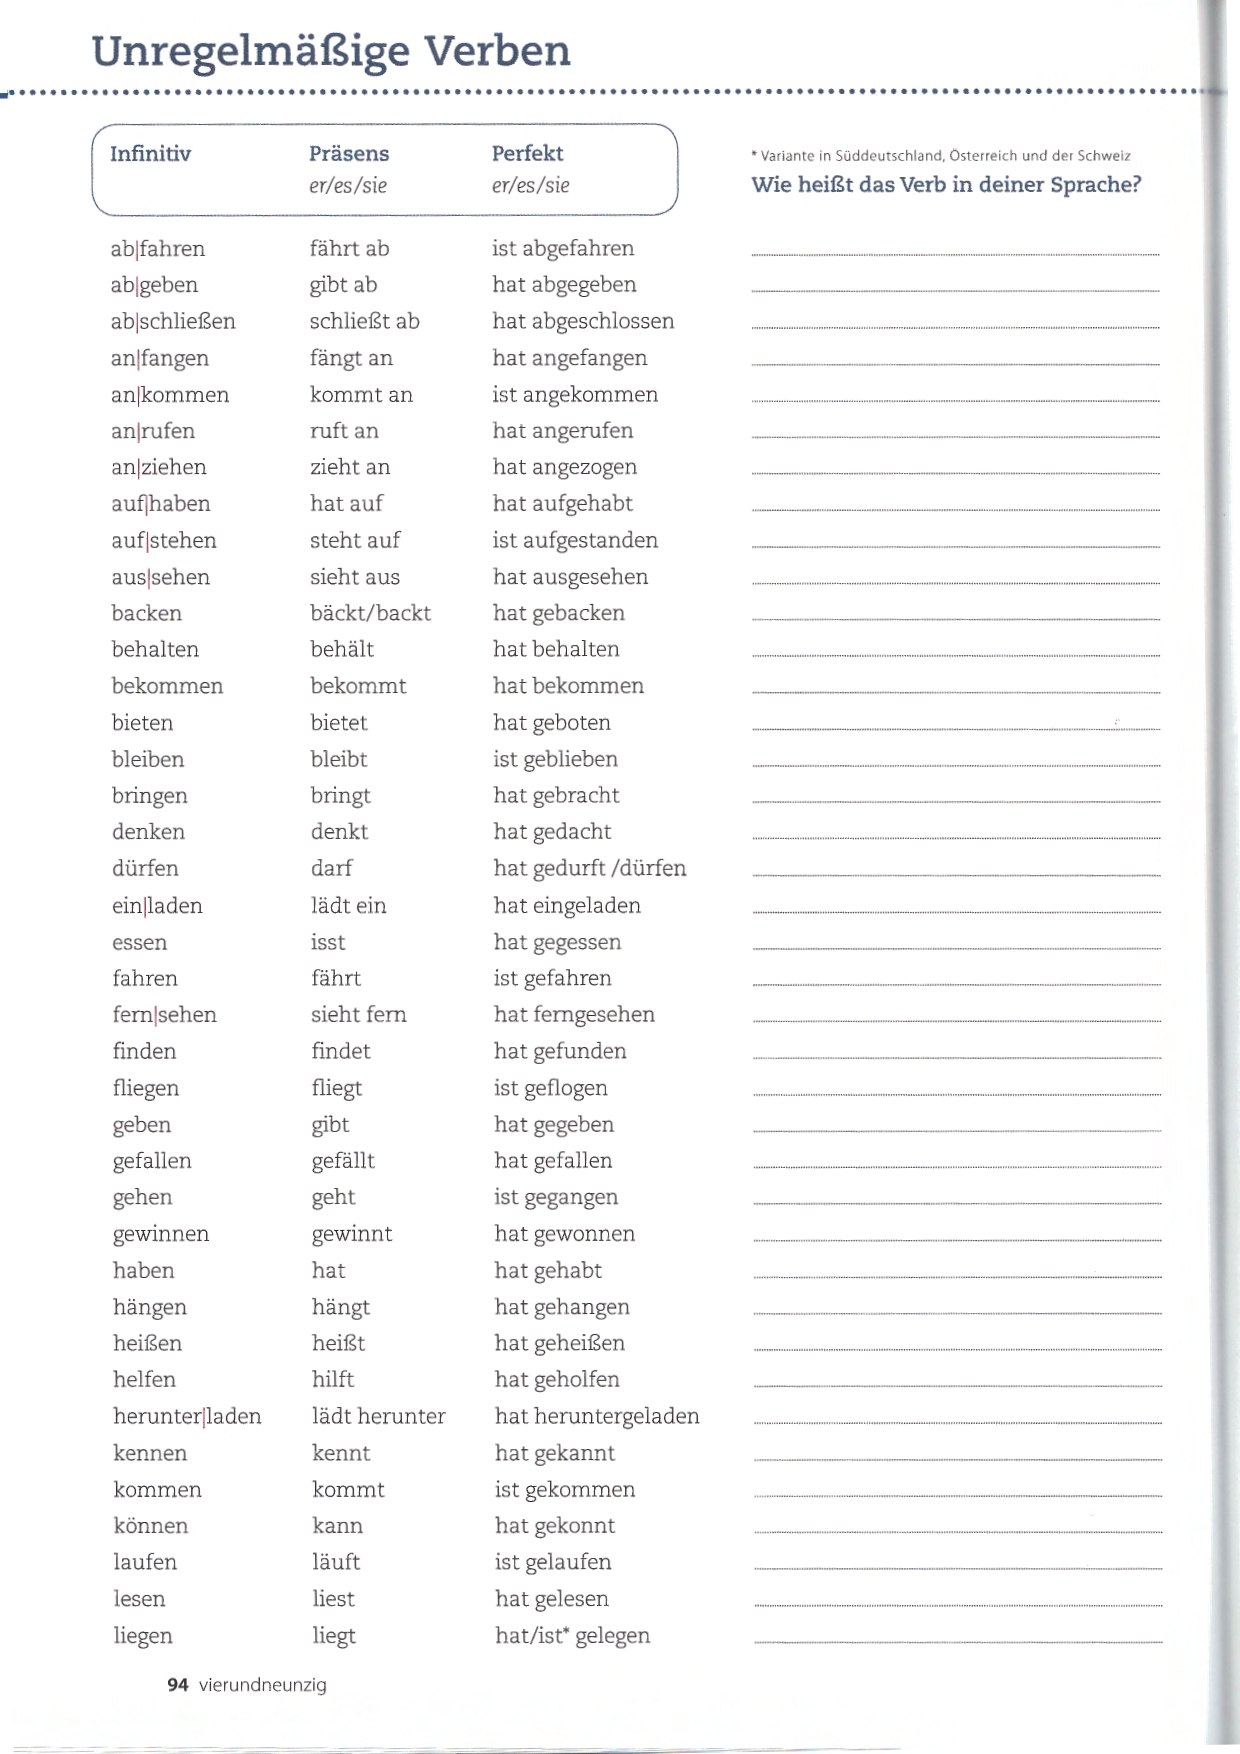 Unregelmäßige Verben
Infinitiv Präsens Perfekt
er/es/sie er/es/sie
* Variante in Süddeutschland, Österreich und der Schweiz
Wie heißt das Verb in deiner Sprache?
ab|fahren fährt ab ist abgefahren
ab|geben gibt ab hat abgegeben
ab|schließen schließt ab hat abgeschlossen
an|fangen fängt an hat angefangen
an|kommen kommt an ist angekommen
an|rufen ruft an hat angerufen
an|ziehen zieht an hat angezogen
auf|haben hat auf hat aufgehabt
auf|stehen steht auf ist aufgestanden
aus|sehen sieht aus hat ausgesehen
backen bäckt/backt hat gebacken
behalten behält hat behalten
bekommen bekommt hat bekommen
bieten bietet hat geboten
bleiben bleibt ist geblieben
bringen bringt hat gebracht
denken denkt hat gedacht
dürfen darf hat gedurft /dürfen
ein|laden lädt ein hat eingeladen
essen isst hat gegessen
fahren fährt ist gefahren
fern|sehen sieht fern hat ferngesehen
finden findet hat gefunden
fliegen fliegt ist geflogen
geben gibt hat gegeben
gefallen gefällt hat gefallen
gehen geht ist gegangen
gewinnen gewinnt hat gewonnen
haben hat hat gehabt
hängen hängt hat gehangen
heißen heißt hat geheißen
helfen hilft hat geholfen
herunter|laden lädt herunter hat heruntergeladen
kennen kennt hat gekannt
kommen kommt ist gekommen
können kann hat gekonnt
laufen läuft ist gelaufen
lesen liest hat gelesen
liegen liegt hat/ist* gelegen
94 vierundneunzig